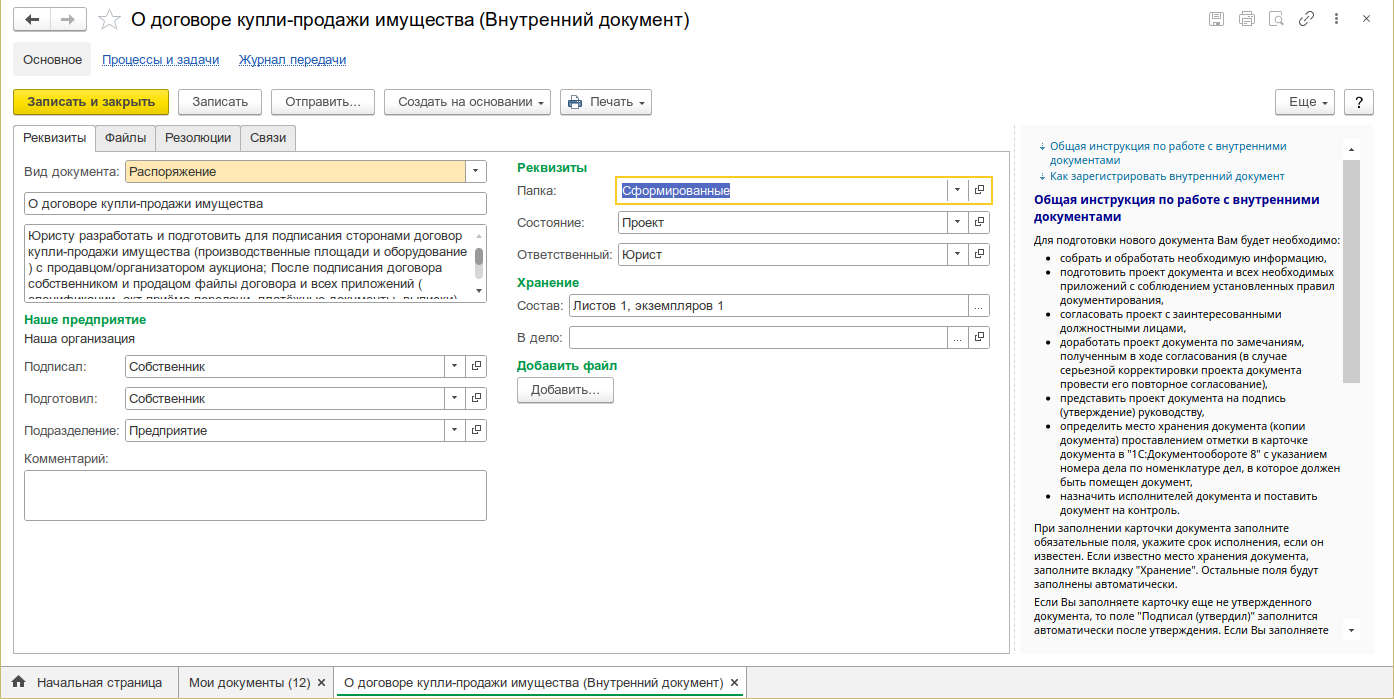 О договоре купли-продажи имущества (Внутренний документ)
Основное
Процессы и задачи
Журнал передачи
Записать и закрыть
Записать
Отправить...
Создать на основании
Печать
Еще
?
Реквизиты
Файлы
Резолюции
Связи
Вид документа:
Распоряжение
О договоре купли-продажи имущества
Юристу разработать и подготовить для подписания сторонами договор
купли-продажи имущества (производственные площади и оборудование
) с продавцом/организатором аукциона; После подписания договора
собственником и продацом файлы договора и всех приложений (
спецификации, акт приёма передачи, платёжные документы, выписки)
Наше предприятие
Наша организация
Подписал:
Собственник
Подготовил:
Собственник
Подразделение:
Предприятие
Комментарий:
Реквизиты
Папка:
Сформированные
Состояние:
Проект
Ответственный:
Юрист
Хранение
Состав:
Листов 1, экземпляров 1
...
В дело:
...
Добавить файл
Добавить...
Общая инструкция по работе с внутренними
документами
Как зарегистрировать внутренний документ
Общая инструкция по работе с внутренними
документами
Для подготовки нового документа Вам будет необходимо:
• собрать и обработать необходимую информацию,
• подготовить проект документа и всех необходимых
приложений с соблюдением установленных правил
документирования,
• согласовать проект с заинтересованными
должностными лицами,
• доработать проект документа по замечаниям,
полученным в ходе согласования (в случае
серьезной корректировки проекта документа
провести его повторное согласование),
• представить проект документа на подпись
(утверждение) руководству,
• определить место хранения документа (копии
документа) проставлением отметки в карточке
документа в "1С:Документообороте 8" с указанием
номера дела по номенклатуре дел, в которое должен
быть помещен документ,
• назначить исполнителей документа и поставить
документ на контроль.
При заполнении карточки документа заполните
обязательные поля, укажите срок исполнения, если он
известен. Если известно место хранения документа,
заполните вкладку "Хранение". Остальные поля будут
заполнены автоматически.
Если Вы заполняете карточку еще не утвержденного
документа, то поле "Подписал (утвердил)" заполнится
автоматически после утверждения. Если Вы заполняете
Начальная страница
Мои документы (12)
О договоре купли-продажи имущества (Внутренний документ)